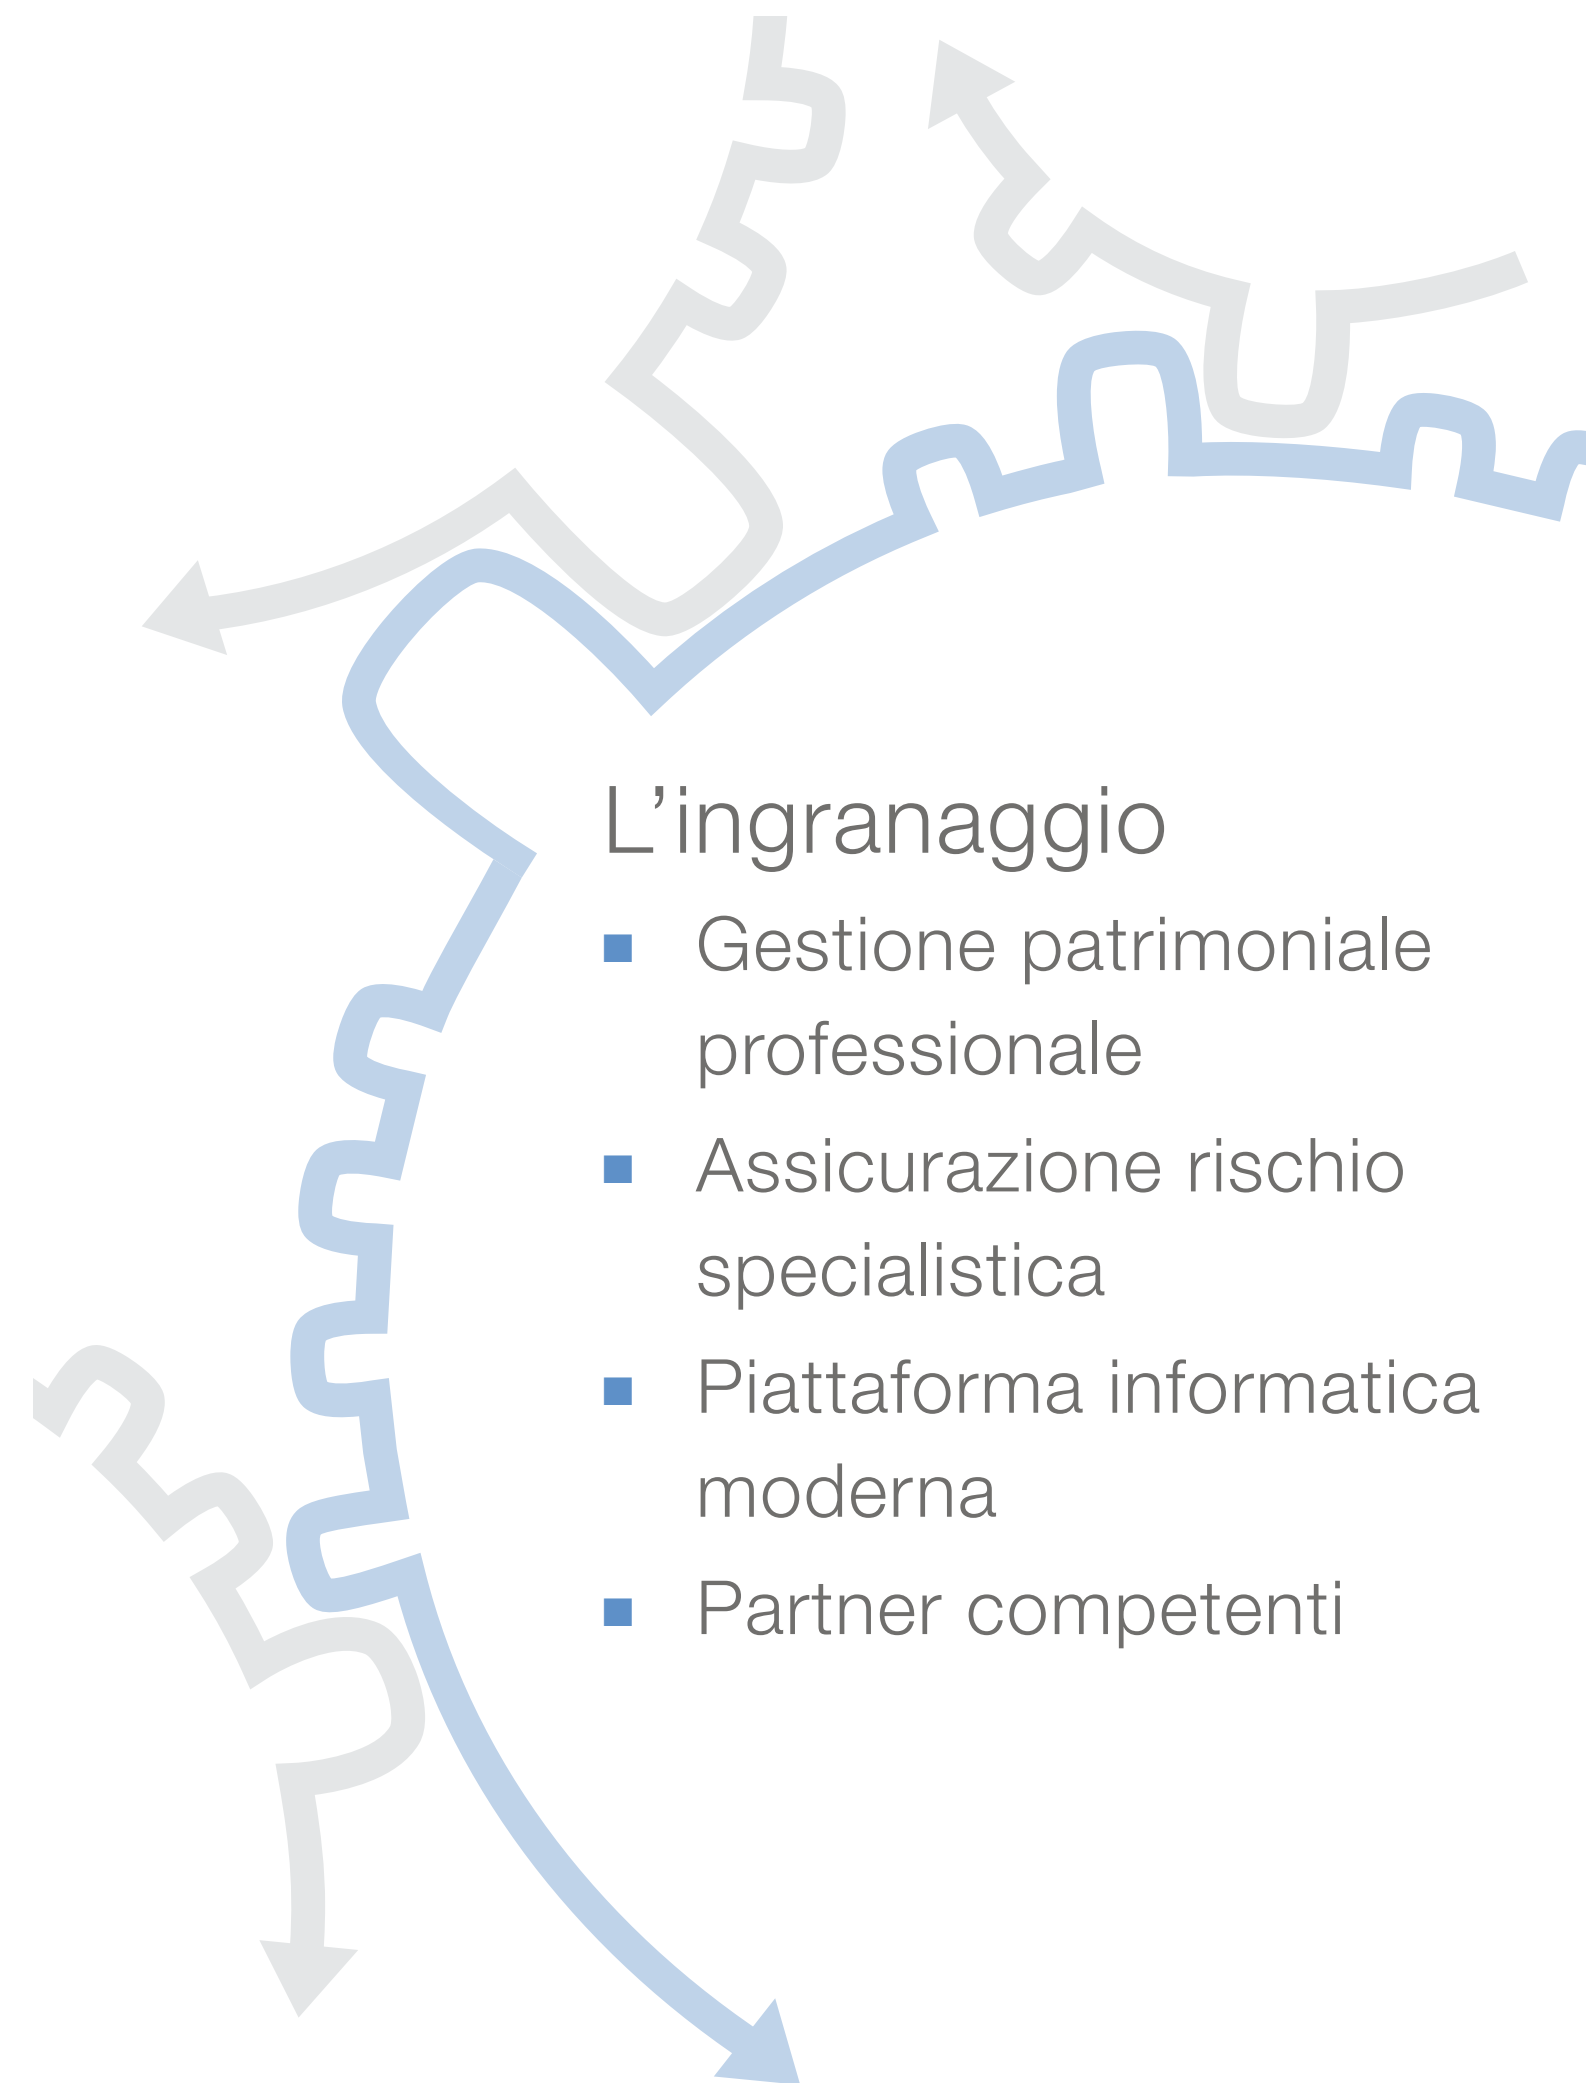 L’ingranaggio
■ Gestione patrimoniale
professionale
■ Assicurazione rischio
specialistica
■ Piattaforma informatica
moderna
■ Partner competenti